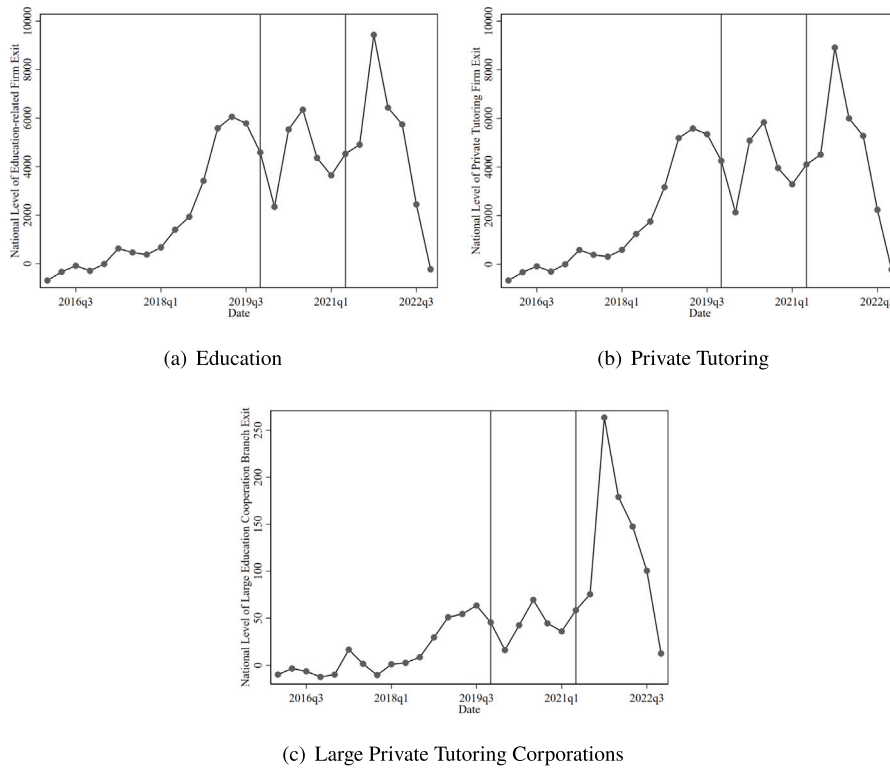 National Level of Education-related Firm Exit
0 2000 4000 6000 8000 10000
2016q3 2018q1 2019q3 2021q1 2022q3
Date
(a) Education
National Level of Private Tutoring Firm Exit
0 2000 4000 6000 8000 10000
2016q3 2018q1 2019q3 2021q1 2022q
Date
(b) Private Tutoring
National Level of Large Education Cooperation Branch Exit
0 50 100 150 200 250
2016q3 2018q1 2019q3 2021q1 2022q3
Date
(c) Large Private Tutoring Corporations